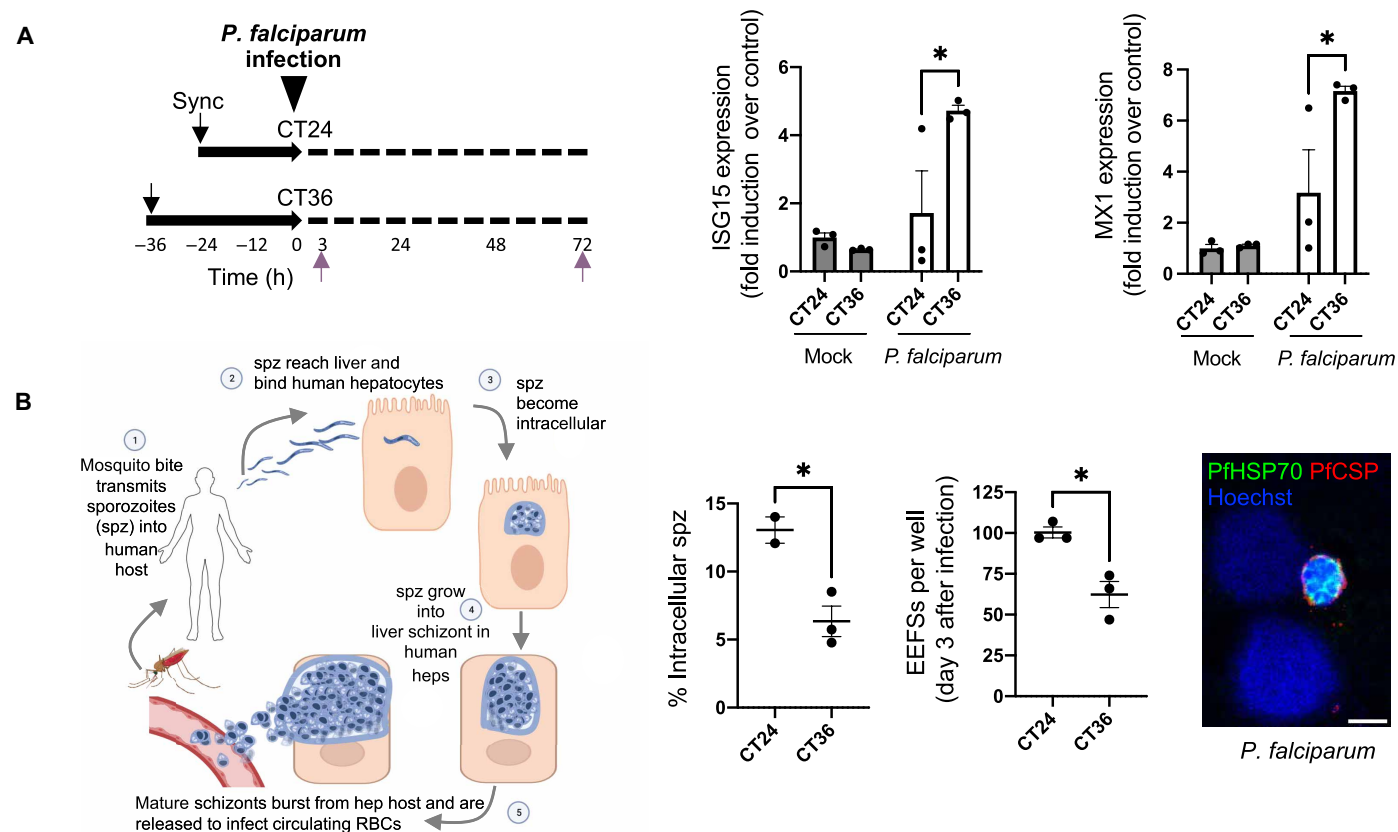 A
P. falciparum
infection
Sync
CT24
CT36
−36 −24 −12 0 3 24 48 72
Time (h)
ISG15 expression
(fold induction over control)
6
4
2
0
*
CT24
CT36
CT24
CT36
Mock
P. falciparum
MX1 expression
(fold induction over control)
8
6
4
2
0
*
CT24
CT36
CT24
CT36
Mock
P. falciparum
B
1
Mosquito bite
transmits
sporozoites
(spz) into
human
host
2
spz reach liver and
bind human hepatocytes
3
spz
become
intracellular
4
spz grow
into
liver schizont in
human
heps
5
Mature schizonts burst from hep host and are
released to infect circulating RBCs
% Intracellular spz
15
10
5
0
*
CT24
CT36
EEFSs per well
(day 3 after infection)
125
100
75
50
25
0
*
CT24
CT36
PfHSP70 PfCSP
Hoechst
P. falciparum